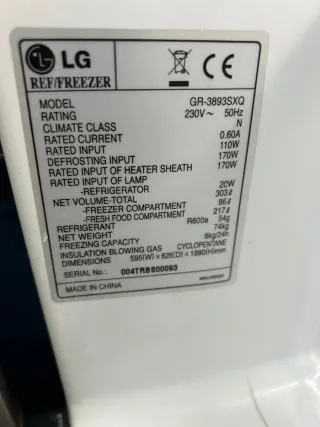 LG
REF/FREEZER
MODEL GR-3893SXQ
RATING 230V~ 50Hz
CLIMATE CLASS N
RATED CURRENT 0.60A
RATED INPUT 110W
DEFROSTING INPUT 170W
RATED INPUT OF HEATER SHEATH 170W
RATED INPUT OF LAMP
-REFRIGERATOR 20W
NET VOLUME-TOTAL 303ℓ
-FREEZER COMPARTMENT 86ℓ
-FRESH FOOD COMPARTMENT 217ℓ
REFRIGERANT R600a 54g
NET WEIGHT 74kg
FREEZING CAPACITY 6kg/24h
INSULATION BLOWING GAS CYCLOPENTANE
DIMENSIONS 595(W) × 626(D) × 1880(H)mm
SERIAL No.: 004TRBS00093
MADE IN CHINA